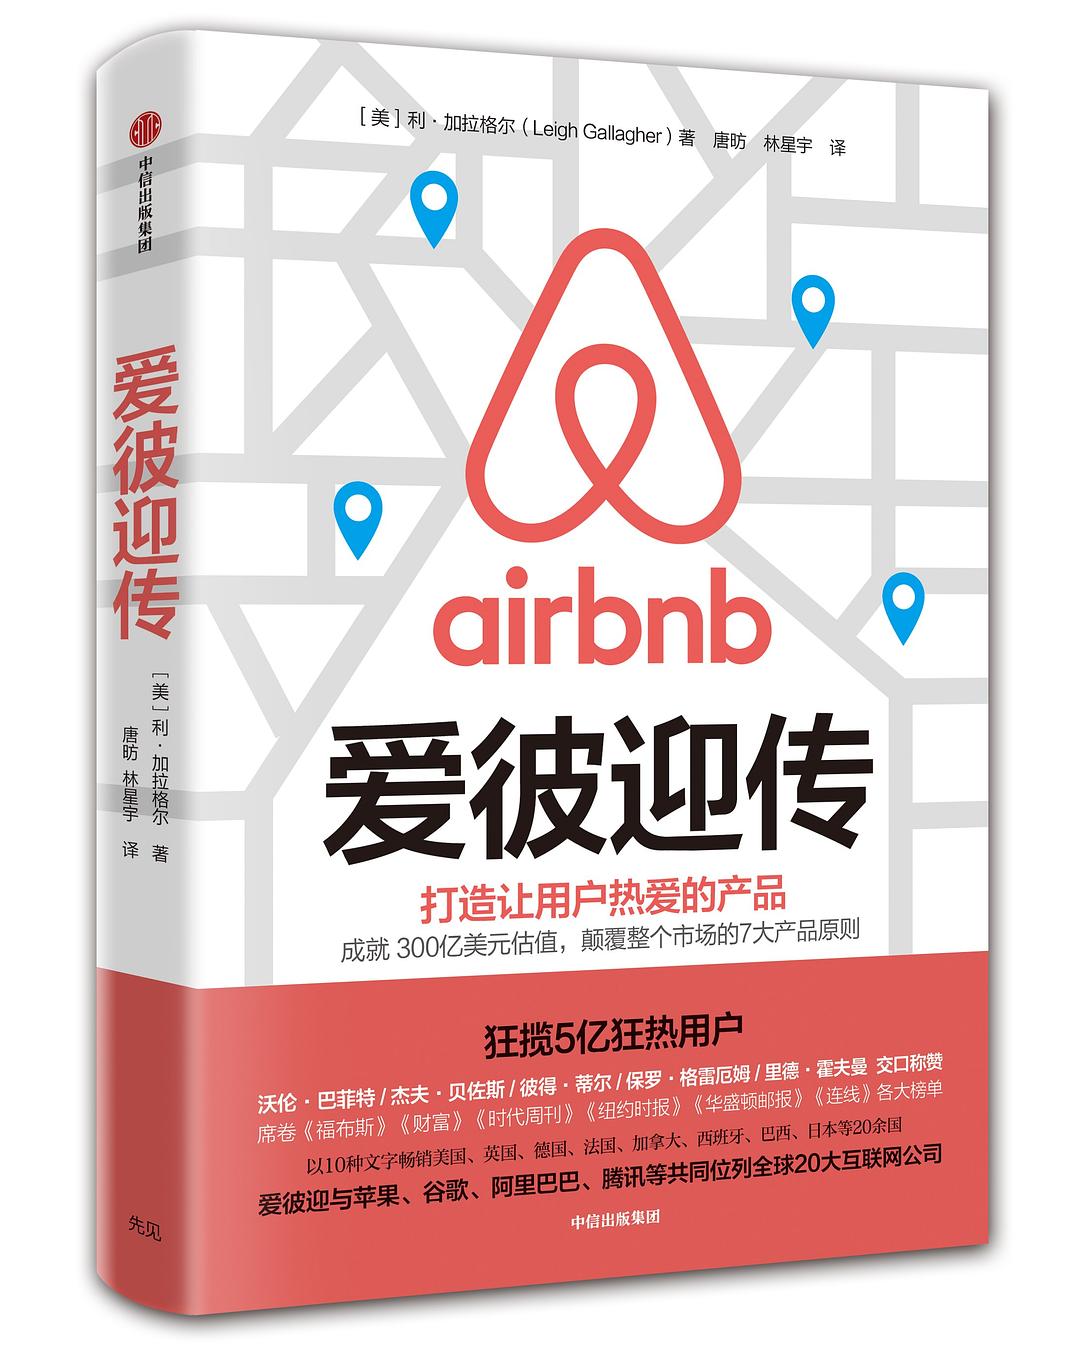 [美]利·加拉格尔(Leigh Gallagher)著 唐昉 林星宇 译
airbnb
爱彼迎传
打造让用户热爱的产品
成就 300亿美元估值，颠覆整个市场的7大产品原则
狂揽5亿狂热用户
沃伦·巴菲特/杰夫·贝佐斯/彼得·蒂尔/保罗·格雷厄姆/里德·霍夫曼 交口称赞
席卷《福布斯》《财富》《时代周刊》《纽约时报》《华盛顿邮报》《连线》各大榜单
以10种文字畅销美国、英国、德国、法国、加拿大、西班牙、巴西、日本等20余国
爱彼迎与苹果、谷歌、阿里巴巴、腾讯等共同位列全球20大互联网公司
中信出版集团
中信出版集团
爱彼迎传
[美]利·加拉格尔 著
唐昉 林星宇 译
先见